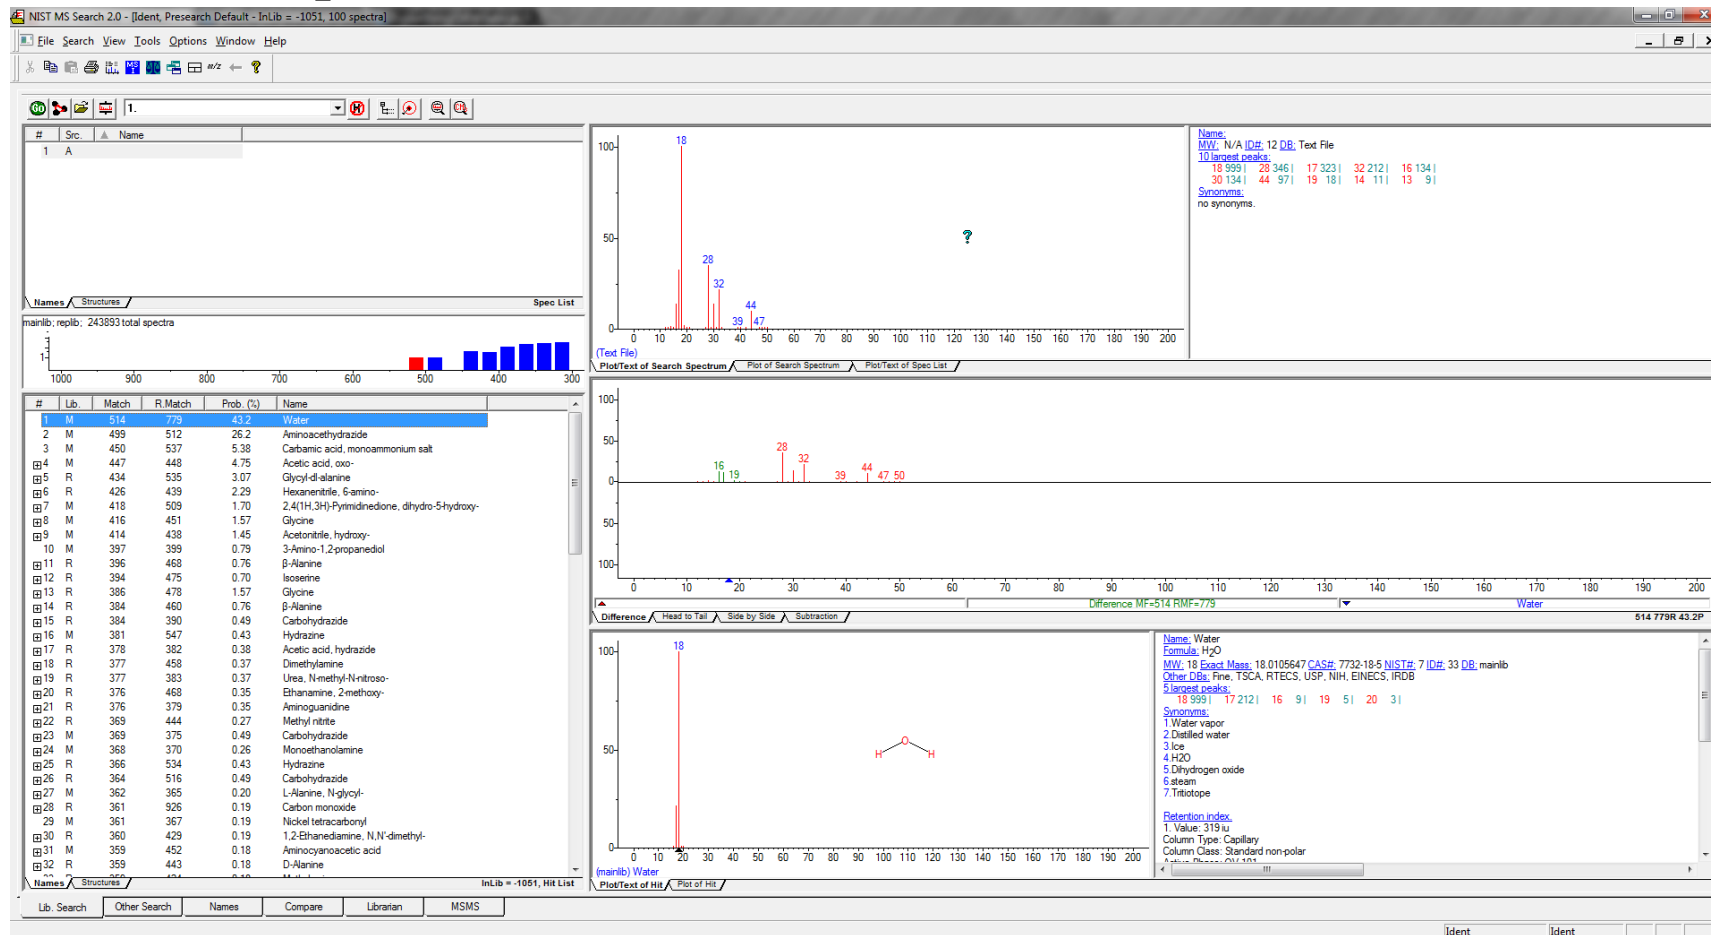 NIST MS Search 2.0 - [Ident, Presearch Default - InLib = -1051, 100 spectra]
File Search View Tools Options Window Help
m/z
Go 1.
# Src. Name
1 A
Names Structures Spec List
mainlib; replib; 243893 total spectra
1
1000 900 800 700 600 500 400 300
# Lib. Match R.Match Prob. (%) Name
1 M 514 779 43.2 Water
2 M 499 512 26.2 Aminoacethydrazide
3 M 450 537 5.38 Carbamic acid, monoammonium salt
4 M 447 448 4.75 Acetic acid, oxo-
5 R 434 535 3.07 Glycyl-dl-alanine
6 R 426 439 2.29 Hexanenitrile, 6-amino-
7 M 418 509 1.70 2,4(1H,3H)-Pyrimidinedione, dihydro-5-hydroxy-
8 M 416 451 1.57 Glycine
9 M 414 438 1.45 Acetonitrile, hydroxy-
10 M 397 399 0.79 3-Amino-1,2-propanediol
11 R 396 468 0.76 β-Alanine
12 R 394 475 0.70 Isoserine
13 R 386 478 1.57 Glycine
14 R 384 460 0.76 β-Alanine
15 R 384 390 0.49 Carbohydrazide
16 M 381 547 0.43 Hydrazine
17 R 378 382 0.38 Acetic acid, hydrazide
18 R 377 458 0.37 Dimethylamine
19 R 377 383 0.37 Urea, N-methyl-N-nitroso-
20 R 376 468 0.35 Ethanamine, 2-methoxy-
21 R 376 379 0.35 Aminoguanidine
22 R 369 444 0.27 Methyl nitrite
23 M 369 375 0.49 Carbohydrazide
24 M 368 370 0.26 Monoethanolamine
25 R 366 534 0.43 Hydrazine
26 R 364 516 0.49 Carbohydrazide
27 M 362 365 0.20 L-Alanine, N-glycyl-
28 R 361 926 0.19 Carbon monoxide
29 M 361 367 0.19 Nickel tetracarbonyl
30 R 360 429 0.19 1,2-Ethanediamine, N,N'-dimethyl-
31 M 359 452 0.18 Aminocyanoacetic acid
32 R 359 443 0.18 D-Alanine
Names Structures InLib = -1051, Hit List
Lib. Search Other Search Names Compare Librarian MSMS
100
50
0
18
28
32
44
39 47
?
0 10 20 30 40 50 60 70 80 90 100 110 120 130 140 150 160 170 180 190 200
(Text File)
Plot/Text of Search Spectrum Plot of Search Spectrum Plot/Text of Spec List
Name:
MW: N/A ID#: 12 DB: Text File
10 largest peaks:
18 999 | 28 346 | 17 323 | 32 212 | 16 134 |
30 134 | 44 97 | 19 18 | 14 11 | 13 9 |
Synonyms:
no synonyms.
100
50
0
50
100
16 19 28 32 39 44 47 50
0 10 20 30 40 50 60 70 80 90 100 110 120 130 140 150 160 170 180 190 200
Difference MF=514 RMF=779 Water
Difference Head to Tail Side by Side Subtraction 514 779R 43.2P
100
50
0
18
H O H
0 10 20 30 40 50 60 70 80 90 100 110 120 130 140 150 160 170 180 190 200
(mainlib) Water
Plot/Text of Hit Plot of Hit
Name: Water
Formula: H2O
MW: 18 Exact Mass: 18.0105647 CAS#: 7732-18-5 NIST#: 7 ID#: 33 DB: mainlib
Other DBs: Fine, TSCA, RTECS, USP, NIH, EINECS, IRDB
5 largest peaks:
18 999 | 17 212 | 16 9 | 19 5 | 20 3 |
Synonyms:
1.Water vapor
2.Distilled water
3.Ice
4.H2O
5.Dihydrogen oxide
6.steam
7.Tritiotope
Retention index.
1. Value: 319 iu
Column Type: Capillary
Column Class: Standard non-polar
Ident Ident